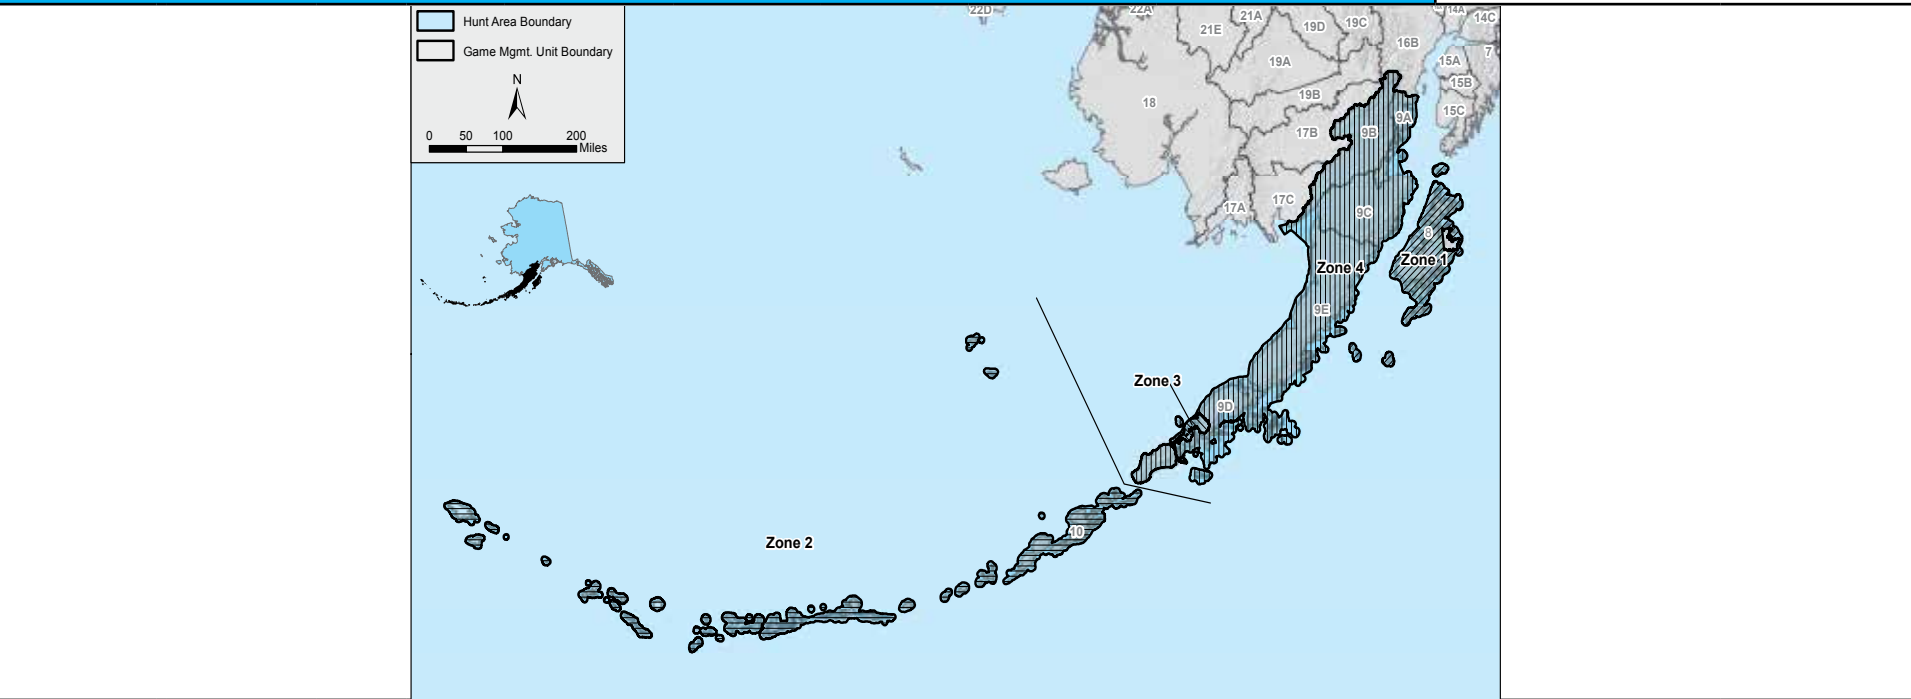 Hunt Area Boundary
Game Mgmt. Unit Boundary
N
0 50 100 200
Miles
22D
22A
21E
21A
19D
19C
16B
14A
14C
7
15A
15B
15C
19A
19B
18
17B
9B
9A
17A
17C
9C
8
Zone 1
Zone 4
9E
Zone 3
9D
10
Zone 2